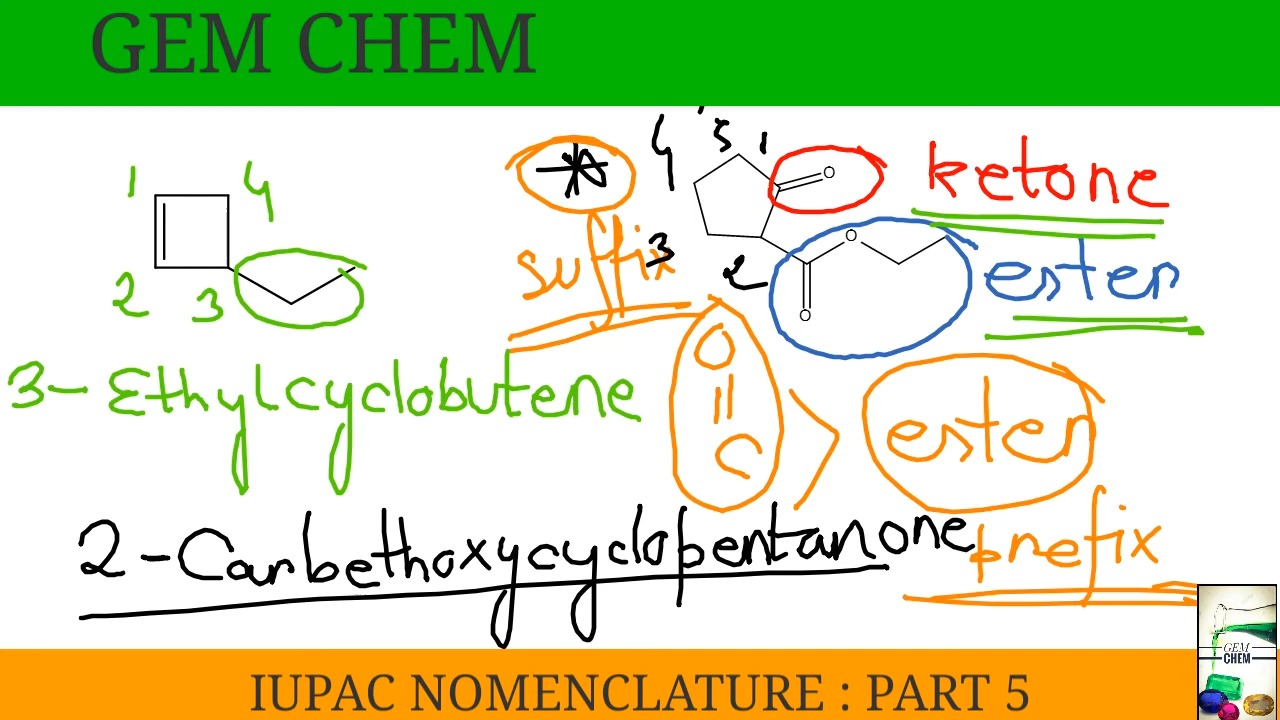 GEM CHEM
1 4
2 3
3-Ethylcyclobutene
suffix
4 5 1
3 2
O
O
O
ketone
ester
O
C
>
ester
2-Carbethoxycyclopentanone
prefix
GEM
CHEM
IUPAC NOMENCLATURE : PART 5